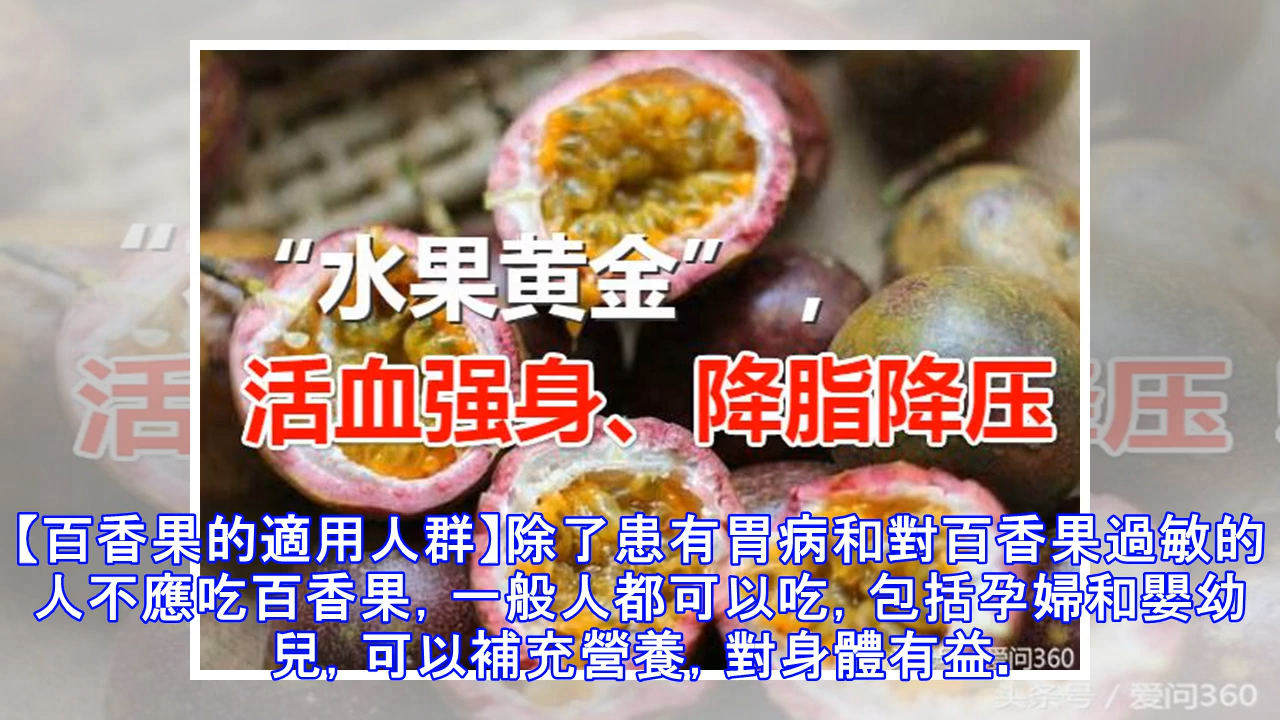 “水果黄金”，
活血强身、降脂降压
【百香果的適用人群】除了患有胃病和對百香果過敏的
人不應吃百香果, 一般人都可以吃, 包括孕婦和嬰幼
兒, 可以補充營養, 對身體有益.
爱问360
头条号 / 爱问360